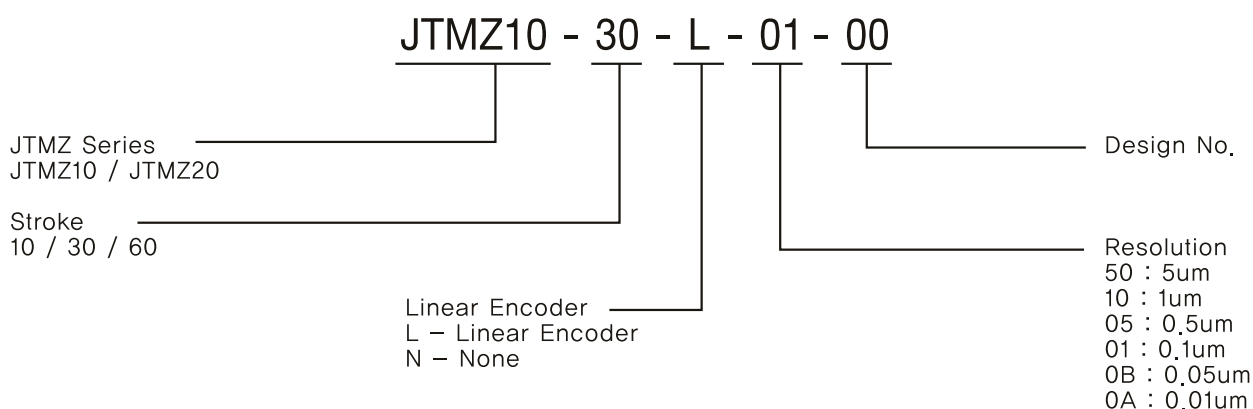 JTMZ10 - 30 - L - 01 - 00
JTMZ Series
JTMZ10 / JTMZ20
Stroke
10 / 30 / 60
Linear Encoder
L – Linear Encoder
N – None
Design No.
Resolution
50 : 5um
10 : 1um
05 : 0.5um
01 : 0.1um
0B : 0.05um
0A : 0.01um